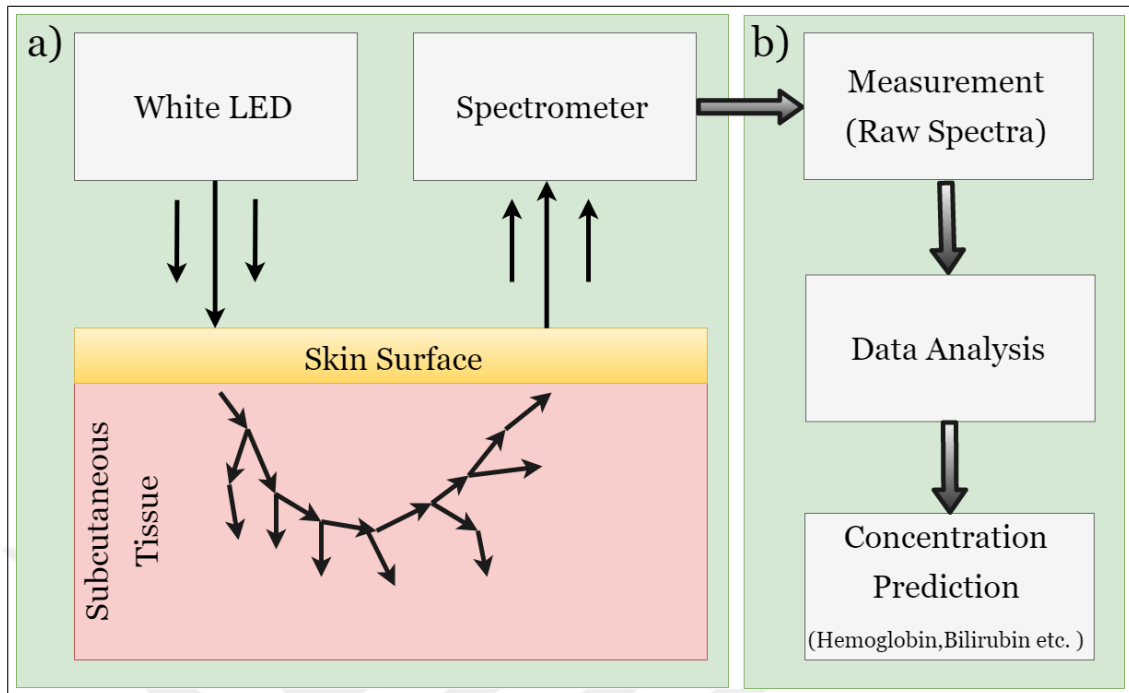 a)
White LED
Spectrometer
Skin Surface
Subcutaneous
Tissue
b)
Measurement
(Raw Spectra)
Data Analysis
Concentration
Prediction
(Hemoglobin,Bilirubin etc. )